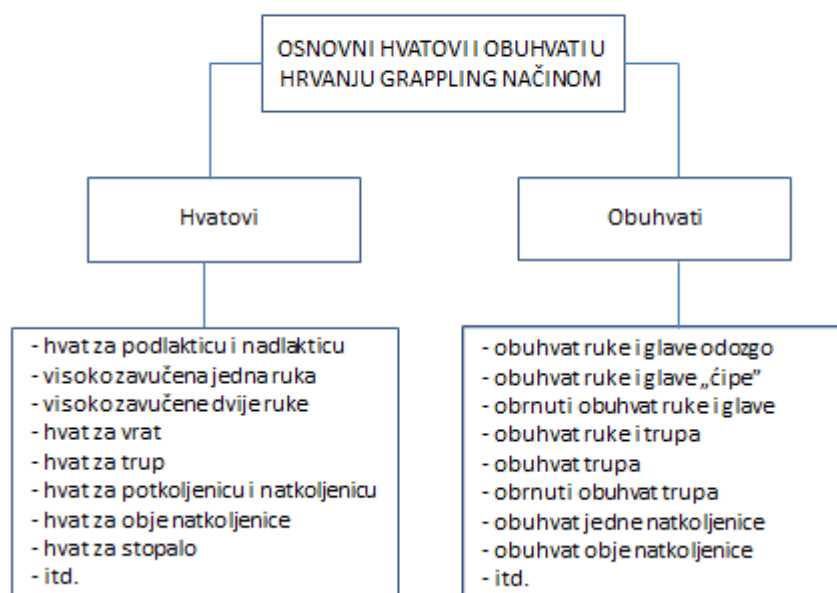 OSNOVNI HVATOVI I OBUHVATI U
HRVANJU GRAPPLING NAČINOM
Hvatovi
Obuhvati
- hvat za podlakticu i nadlakticu
- visoko zavučena jedna ruka
- visoko zavučene dvije ruke
- hvat za vrat
- hvat za trup
- hvat za potkoljenicu i natkoljenicu
- hvat za obje natkoljenice
- hvat za stopalo
- itd.
- obuhvat ruke i glave odozgo
- obuhvat ruke i glave „ćipe”
- obrnuti obuhvat ruke i glave
- obuhvat ruke i trupa
- obuhvat trupa
- obrnuti obuhvat trupa
- obuhvat jedne natkoljenice
- obuhvat obje natkoljenice
- itd.